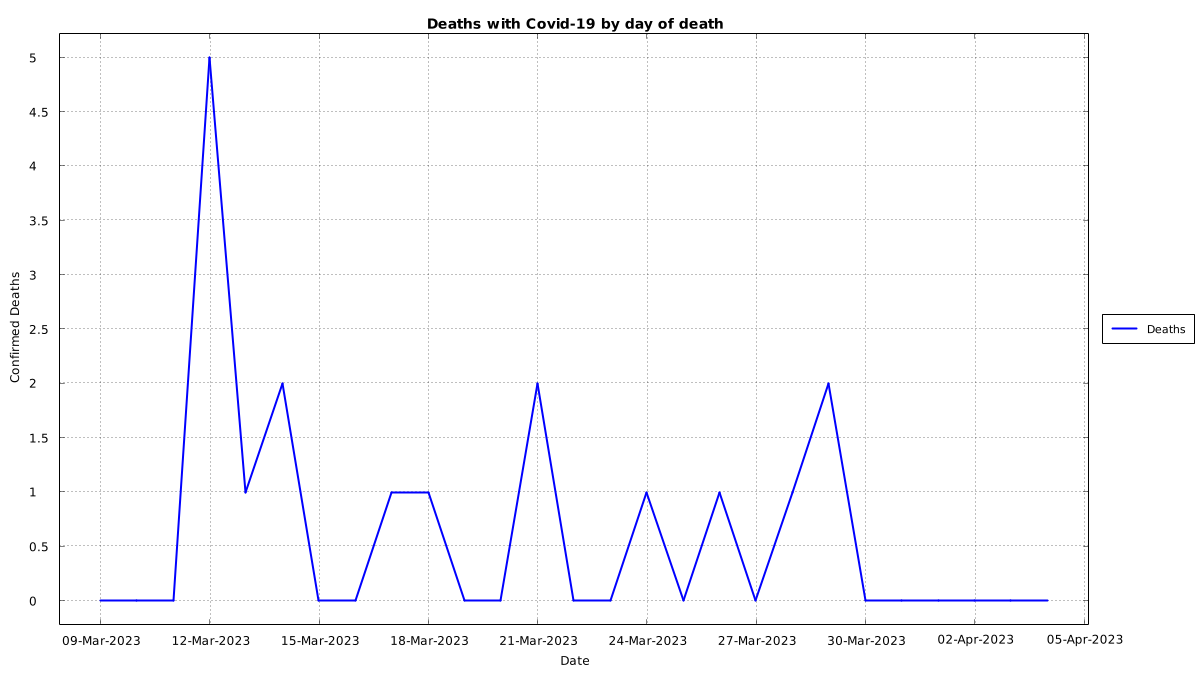 Deaths with Covid-19 by day of death
5
4.5
4
3.5
3
2.5
2
1.5
1
0.5
0
Confirmed Deaths
09-Mar-2023 12-Mar-2023 15-Mar-2023 18-Mar-2023 21-Mar-2023 24-Mar-2023 27-Mar-2023 30-Mar-2023 02-Apr-2023 05-Apr-2023
Date
Deaths